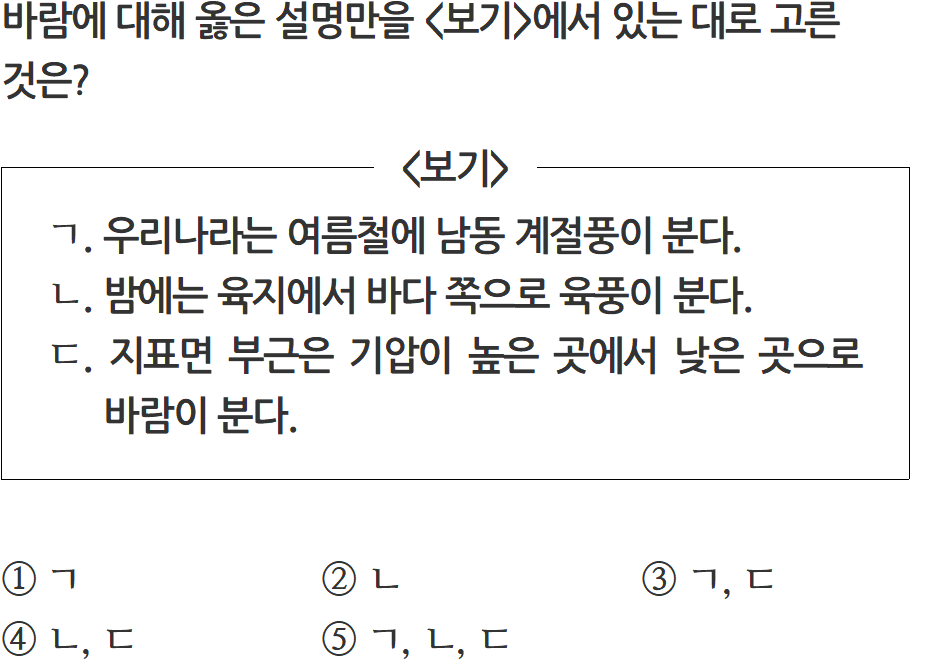 바람에 대해 옳은 설명만을 <보기>에서 있는 대로 고른
것은?
<보기>
ㄱ. 우리나라는 여름철에 남동 계절풍이 분다.
ㄴ. 밤에는 육지에서 바다 쪽으로 육풍이 분다.
ㄷ. 지표면 부근은 기압이 높은 곳에서 낮은 곳으로
바람이 분다.
① ㄱ ② ㄴ ③ ㄱ, ㄷ
④ ㄴ, ㄷ ⑤ ㄱ, ㄴ, ㄷ